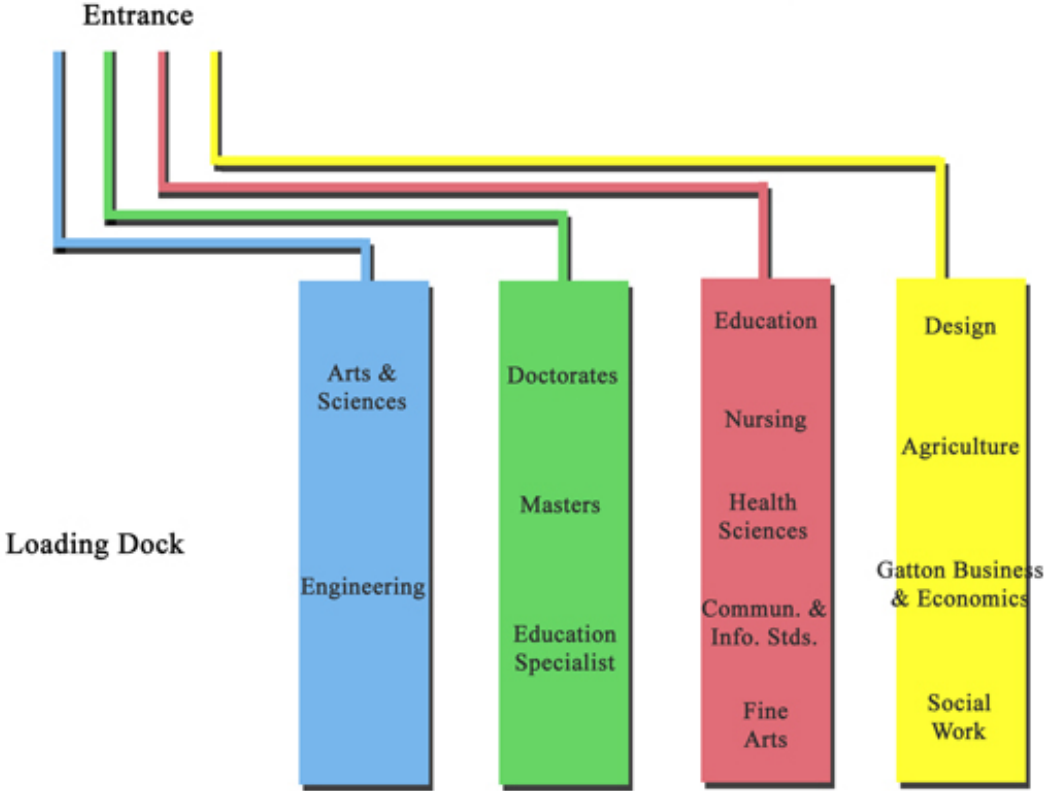 Entrance
Loading Dock
Arts &
Sciences
Engineering
Doctorates
Masters
Education
Specialist
Education
Nursing
Health
Sciences
Commun. &
Info. Stds.
Fine
Arts
Design
Agriculture
Gatton Business
& Economics
Social
Work